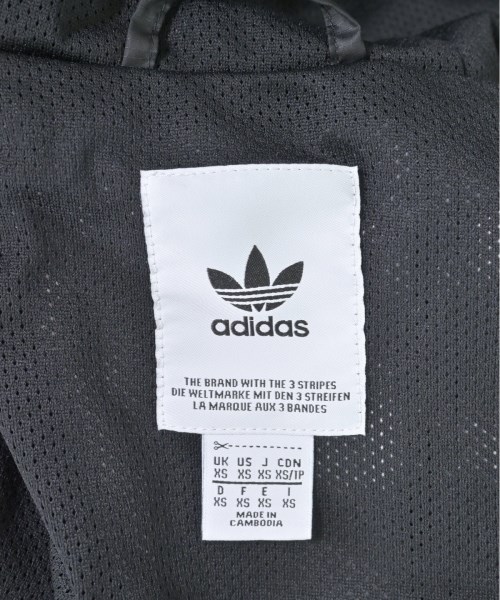 adidas
THE BRAND WITH THE 3 STRIPES
DIE WELTMARKE MIT DEN 3 STREIFEN
LA MARQUE AUX 3 BANDES
UK US J CDN
XS XS XS XS/TP
D F E I
XS XS XS XS
MADE IN
CAMBODIA